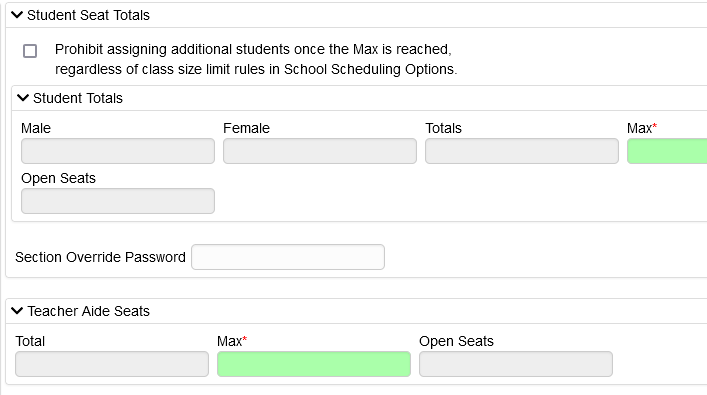 Student Seat Totals
Prohibit assigning additional students once the Max is reached,
regardless of class size limit rules in School Scheduling Options.
Student Totals
Male Female Totals Max*
Open Seats
Section Override Password
Teacher Aide Seats
Total Max* Open Seats